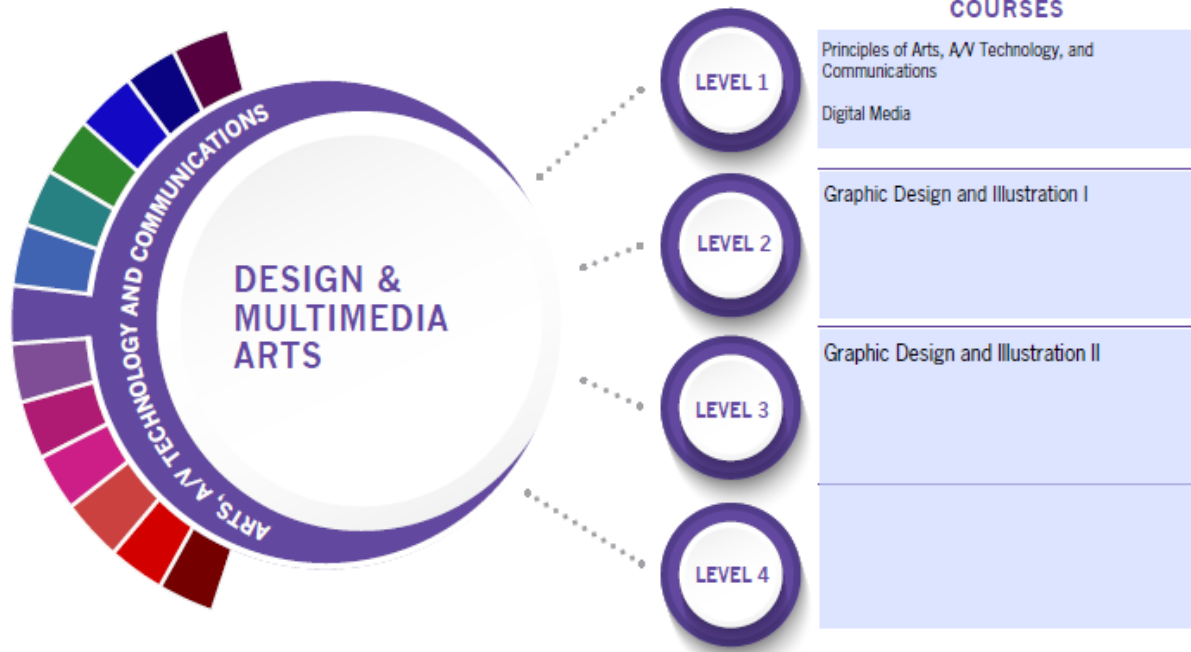 COURSES
ARTS, A/V TECHNOLOGY AND COMMUNICATIONS
DESIGN &
MULTIMEDIA
ARTS
LEVEL 1
Principles of Arts, A/V Technology, and
Communications
Digital Media
LEVEL 2
Graphic Design and Illustration I
LEVEL 3
Graphic Design and Illustration II
LEVEL 4